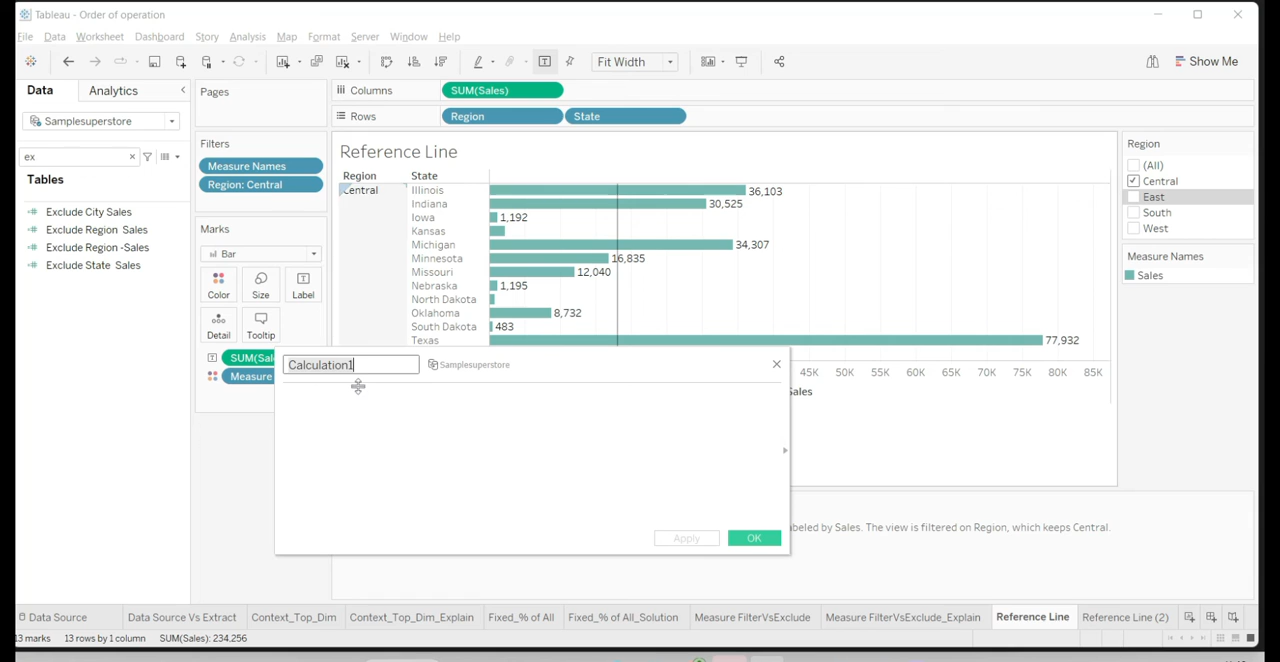 Tableau - Order of operation
File Data Worksheet Dashboard Story Analysis Map Format Server Window Help
Fit Width
Show Me
Data Analytics
Samplesuperstore
ex
Tables
Exclude City Sales
Exclude Region Sales
Exclude Region -Sales
Exclude State Sales
Pages
Filters
Measure Names
Region: Central
Marks
Bar
Color Size Label
Detail Tooltip
SUM(Sal
Measure
Columns SUM(Sales)
Rows Region State
Reference Line
Region State
Central Illinois 36,103
Indiana 30,525
Iowa 1,192
Kansas
Michigan 34,307
Minnesota 16,835
Missouri 12,040
Nebraska 1,195
North Dakota
Oklahoma 8,732
South Dakota 483
Texas 77,932
45K 50K 55K 60K 65K 70K 75K 80K 85K
Sales
Calculation1 Samplesuperstore
Apply OK
abeled by Sales. The view is filtered on Region, which keeps Central.
Region
(All)
Central
East
South
West
Measure Names
Sales
Data Source Data Source Vs Extract Context_Top_Dim Context_Top_Dim_Explain Fixed_% of All Fixed_% of All_Solution Measure FilterVsExclude Measure FilterVsExclude_Explain Reference Line Reference Line (2)
13 marks 13 rows by 1 column SUM(Sales): 234,256